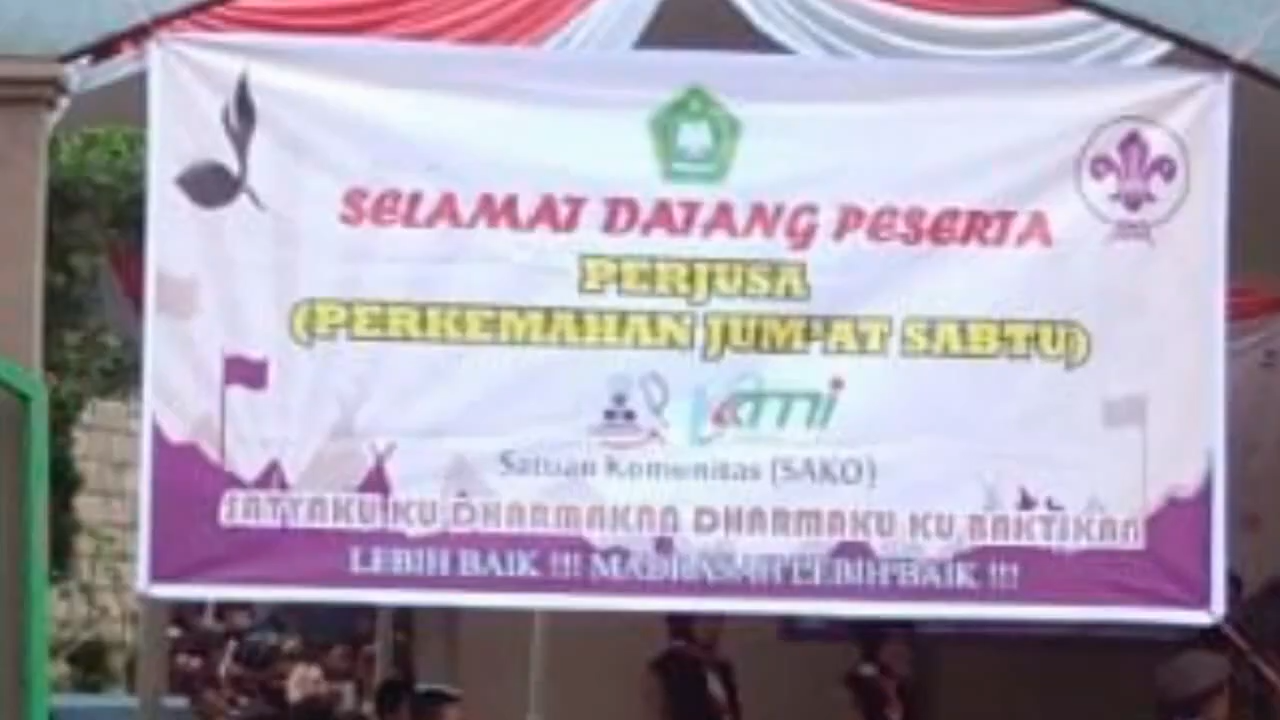 SELAMAT DATANG PESERTA
PERJUSA
(PERKEMAHAN JUM'AT SABTU)
Satuan Komunitas (SAKO)
SATYAKU KU DHARMAKAN DHARMAKU KU BAKTIKAN
LEBIH BAIK !!! MADRASAH LEBIH BAIK !!!